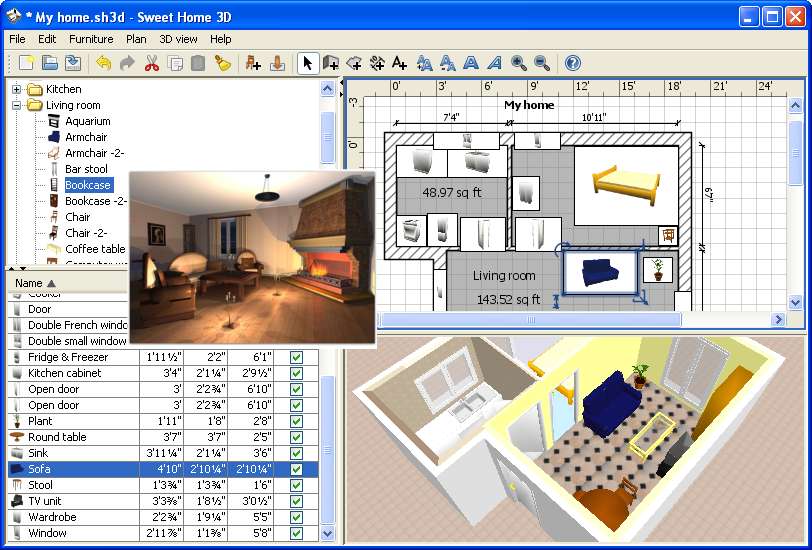 * My home.sh3d - Sweet Home 3D
File Edit Furniture Plan 3D view Help
Kitchen
Living room
Aquarium
Armchair
Armchair -2-
Bar stool
Bookcase
Bookcase -2-
Chair
Chair -2-
Coffee table
0' 3' 6' 9' 12' 15' 18' 21' 24'
-3
My home
7'4" 10'11"
0'
48.97 sq ft
6'7"
Living room
143.52 sq ft
Name
Cooker
Door
Double French windo
Double small window
Fridge & Freezer 1'11½" 2'2" 6'1"
Kitchen cabinet 3'4" 2'1¼" 2'9½"
Open door 3' 2'2¾" 6'10"
Open door 3' 2'2¾" 6'10"
Plant 1'11" 1'8" 2'8"
Round table 3'7" 3'7" 2'5"
Sink 3'11¼" 2'1¼" 3'6"
Sofa 4'10" 2'10¼" 2'10¼"
Stool 1'3¾" 1'3¾" 1'6"
TV unit 3'3⅜" 1'8½" 3'0½"
Wardrobe 2'2¾" 1'9¼" 5'5"
Window 2'11⅞" 1'1⅜" 5'8"